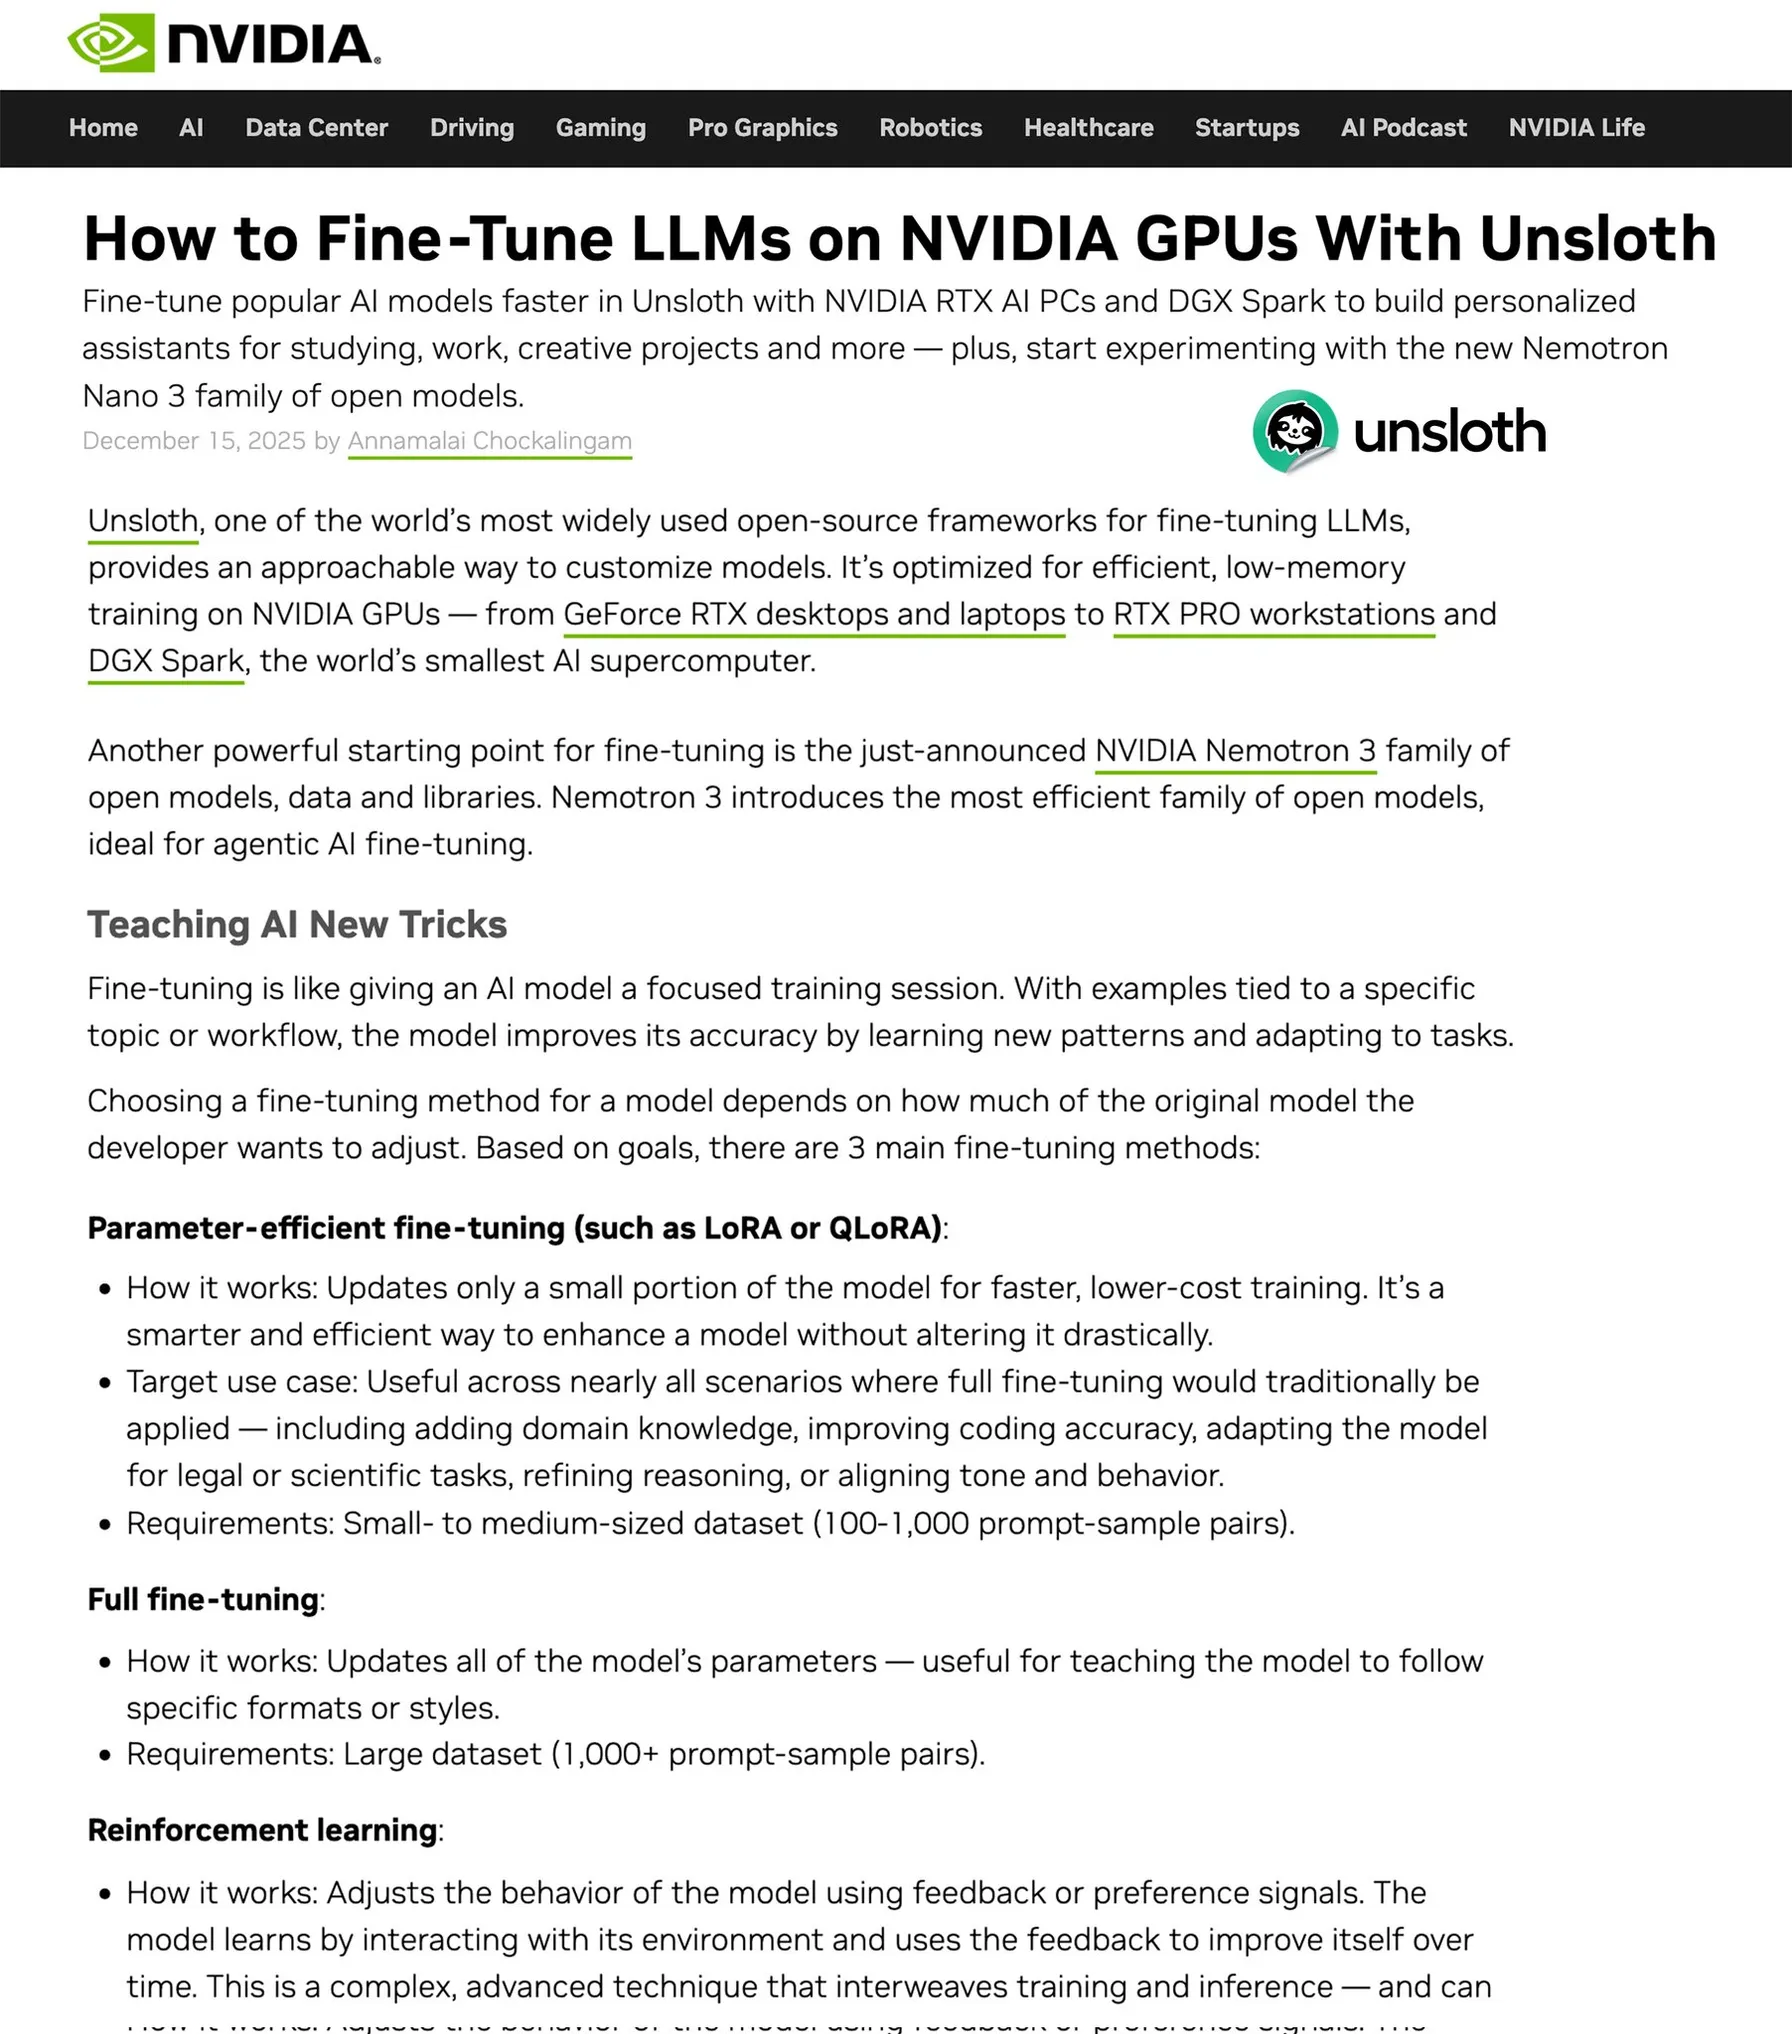 NVIDIA®
Home AI Data Center Driving Gaming Pro Graphics Robotics Healthcare Startups AI Podcast NVIDIA Life
How to Fine-Tune LLMs on NVIDIA GPUs With Unsloth
Fine-tune popular AI models faster in Unsloth with NVIDIA RTX AI PCs and DGX Spark to build personalized
assistants for studying, work, creative projects and more — plus, start experimenting with the new Nemotron
Nano 3 family of open models.
December 15, 2025 by Annamalai Chockalingam
unsloth
Unsloth, one of the world’s most widely used open-source frameworks for fine-tuning LLMs,
provides an approachable way to customize models. It’s optimized for efficient, low-memory
training on NVIDIA GPUs — from GeForce RTX desktops and laptops to RTX PRO workstations and
DGX Spark, the world’s smallest AI supercomputer.
Another powerful starting point for fine-tuning is the just-announced NVIDIA Nemotron 3 family of
open models, data and libraries. Nemotron 3 introduces the most efficient family of open models,
ideal for agentic AI fine-tuning.
Teaching AI New Tricks
Fine-tuning is like giving an AI model a focused training session. With examples tied to a specific
topic or workflow, the model improves its accuracy by learning new patterns and adapting to tasks.
Choosing a fine-tuning method for a model depends on how much of the original model the
developer wants to adjust. Based on goals, there are 3 main fine-tuning methods:
Parameter-efficient fine-tuning (such as LoRA or QLoRA):
• How it works: Updates only a small portion of the model for faster, lower-cost training. It’s a
smarter and efficient way to enhance a model without altering it drastically.
• Target use case: Useful across nearly all scenarios where full fine-tuning would traditionally be
applied — including adding domain knowledge, improving coding accuracy, adapting the model
for legal or scientific tasks, refining reasoning, or aligning tone and behavior.
• Requirements: Small- to medium-sized dataset (100-1,000 prompt-sample pairs).
Full fine-tuning:
• How it works: Updates all of the model’s parameters — useful for teaching the model to follow
specific formats or styles.
• Requirements: Large dataset (1,000+ prompt-sample pairs).
Reinforcement learning:
• How it works: Adjusts the behavior of the model using feedback or preference signals. The
model learns by interacting with its environment and uses the feedback to improve itself over
time. This is a complex, advanced technique that interweaves training and inference — and can